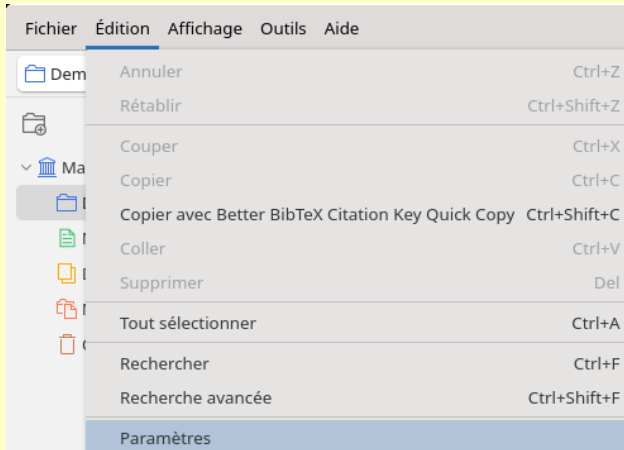 Fichier Édition Affichage Outils Aide
Dem
Annuler Ctrl+Z
Rétablir Ctrl+Shift+Z
Couper Ctrl+X
Ma
Copier Ctrl+C
Copier avec Better BibTeX Citation Key Quick Copy Ctrl+Shift+C
Coller Ctrl+V
Supprimer Del
Tout sélectionner Ctrl+A
Rechercher Ctrl+F
Recherche avancée Ctrl+Shift+F
Paramètres